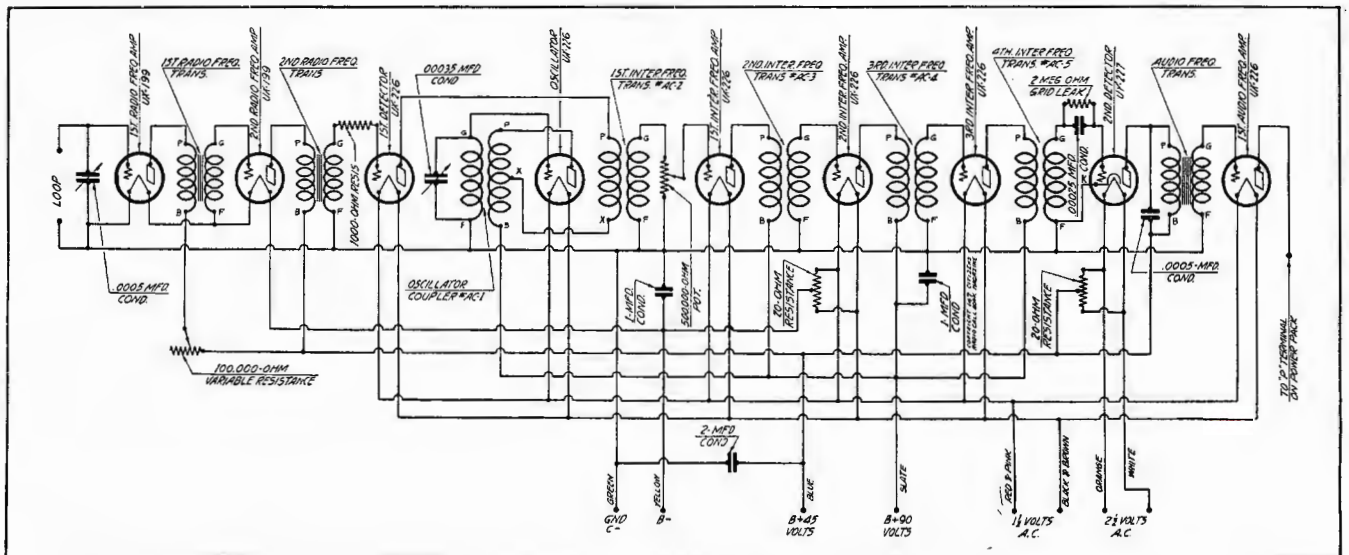 LOOP
.0005 MFD.
COND.
1ST. RADIO FREQ. AMP.
UX-199
1ST. RADIO FREQ.
TRANS.
P
G
B
F
2ND RADIO FREQ. AMP.
UX-199
2ND RADIO FREQ.
TRANS.
P
G
B
F
1000-OHM RESIS
1ST. DETECTOR
UX-226
.00035 MFD.
COND.
G
P
X
F
B
OSCILLATOR
COUPLER #AC-1
OSCILLATOR
UX-226
1ST. INTER. FREQ.
TRANS. #AC-2
P
G
X
F
1-MFD.
COND.
500,000-OHM
POT.
1ST. INTER FREQ. AMP.
UX-226
2ND. INTER. FREQ.
TRANS #AC-3
P
G
B
F
20-OHM
RESISTANCE
2ND INTER FREQ. AMP.
UX-226
3RD. INTER FREQ.
TRANS. #AC-4
P
G
B
F
1-MFD.
COND
3RD. INTER FREQ. AMP.
UX-226
4TH. INTER FREQ.
TRANS #AC-5
P
G
B
F
2 MEG OHM
GRID LEAK
.00025 MFD.
COND.
K
2ND. DETECTOR
UY-227
20-OHM
RESISTANCE
AUDIO FREQ.
TRANS.
P
G
B
F
.0005-MFD.
COND.
1ST. AUDIO FREQ. AMP.
UX-226
TO "P" TERMINAL
ON POWER PACK
100,000-OHM
VARIABLE RESISTANCE
2-MFD
COND
GREEN
YELLOW
BLUE
SLATE
RED & PINK
BLACK & BROWN
ORANGE
WHITE
GND
C-
B-
B+45
VOLTS
B+90
VOLTS
1½ VOLTS
A.C.
2½ VOLTS
A.C.